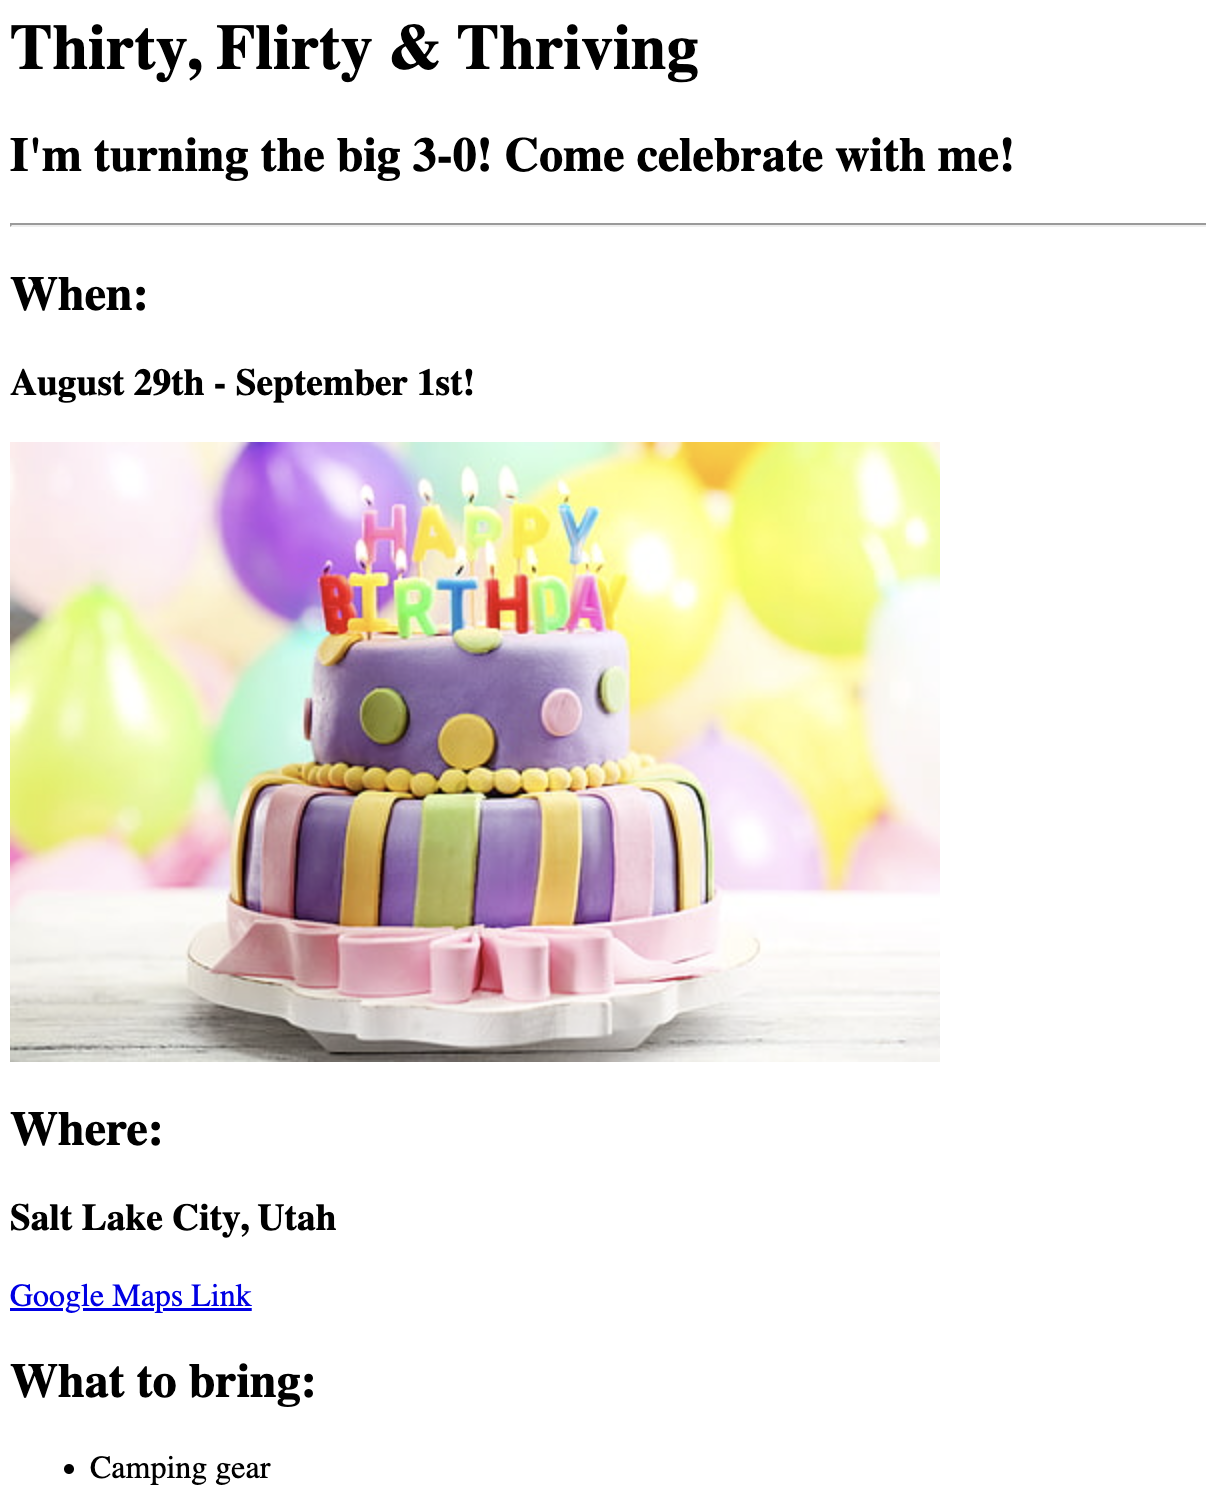 Thirty, Flirty & Thriving
I'm turning the big 3-0! Come celebrate with me!
When:
August 29th - September 1st!
HAPPY
BIRTHDAY
Where:
Salt Lake City, Utah
Google Maps Link
What to bring:
• Camping gear